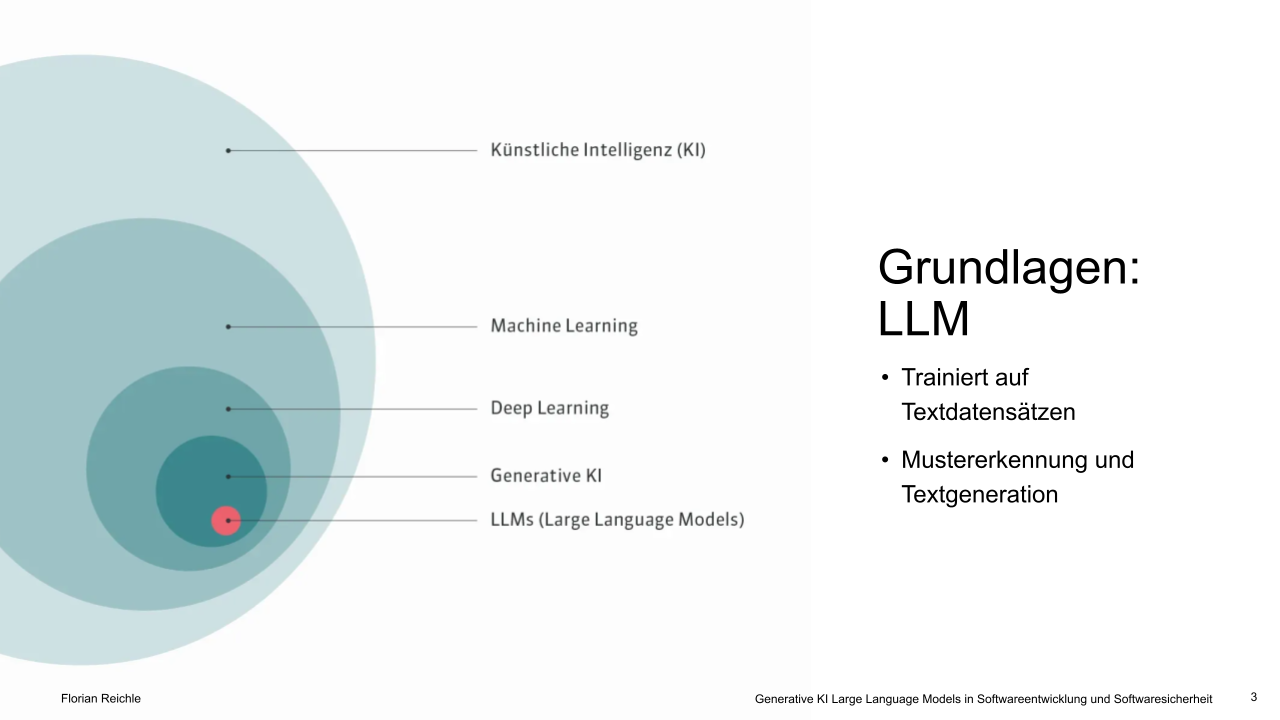 Künstliche Intelligenz (KI)
Machine Learning
Deep Learning
Generative KI
LLMs (Large Language Models)
Grundlagen:
LLM
• Trainiert auf
Textdatensätzen
• Mustererkennung und
Textgeneration
Florian Reichle
Generative KI Large Language Models in Softwareentwicklung und Softwaresicherheit
3